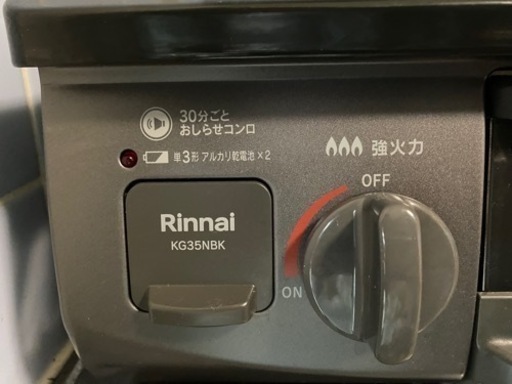 30分ごと
おしらせコンロ
単3形 アルカリ乾電池×2
強火力
OFF
Rinnai
KG35NBK
ON